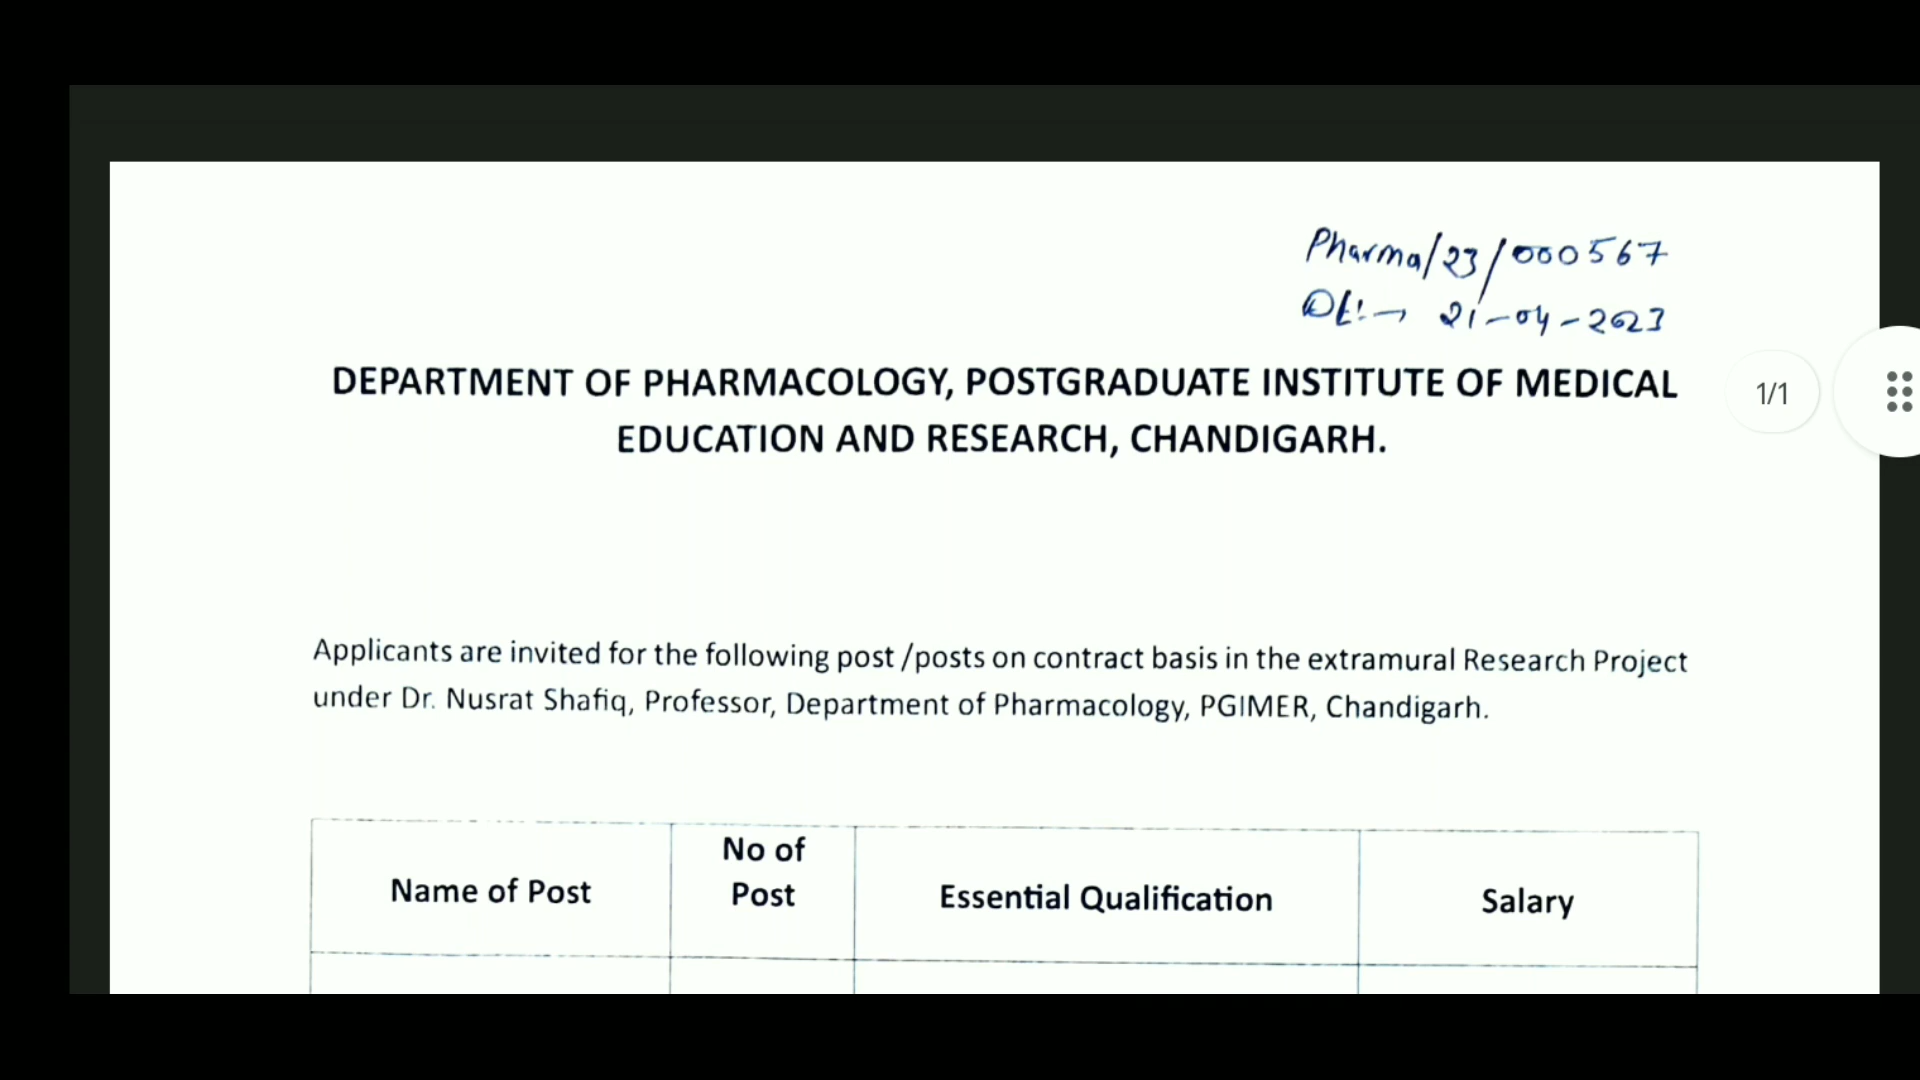 Pharma/23/000567
Dt:→ 21-04-2023
DEPARTMENT OF PHARMACOLOGY, POSTGRADUATE INSTITUTE OF MEDICAL
EDUCATION AND RESEARCH, CHANDIGARH.
1/1
Applicants are invited for the following post /posts on contract basis in the extramural Research Project
under Dr. Nusrat Shafiq, Professor, Department of Pharmacology, PGIMER, Chandigarh.
Name of Post
No of
Post
Essential Qualification
Salary